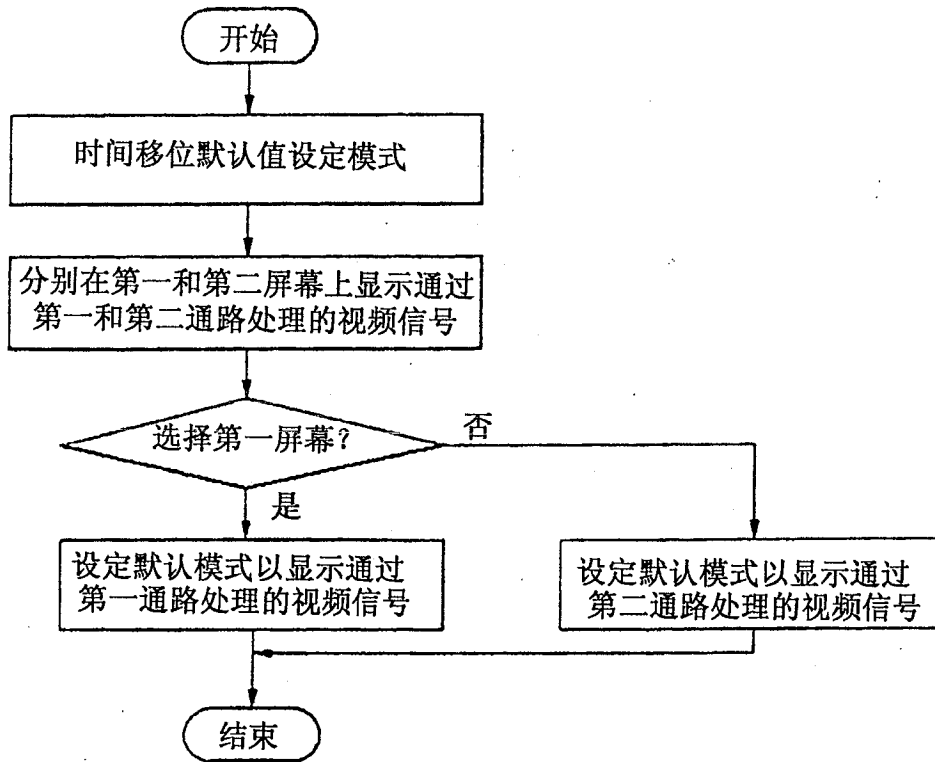 开始
时间移位默认值设定模式
分别在第一和第二屏幕上显示通过
第一和第二通路处理的视频信号
选择第一屏幕?
否
是
设定默认模式以显示通过
第一通路处理的视频信号
设定默认模式以显示通过
第二通路处理的视频信号
结束